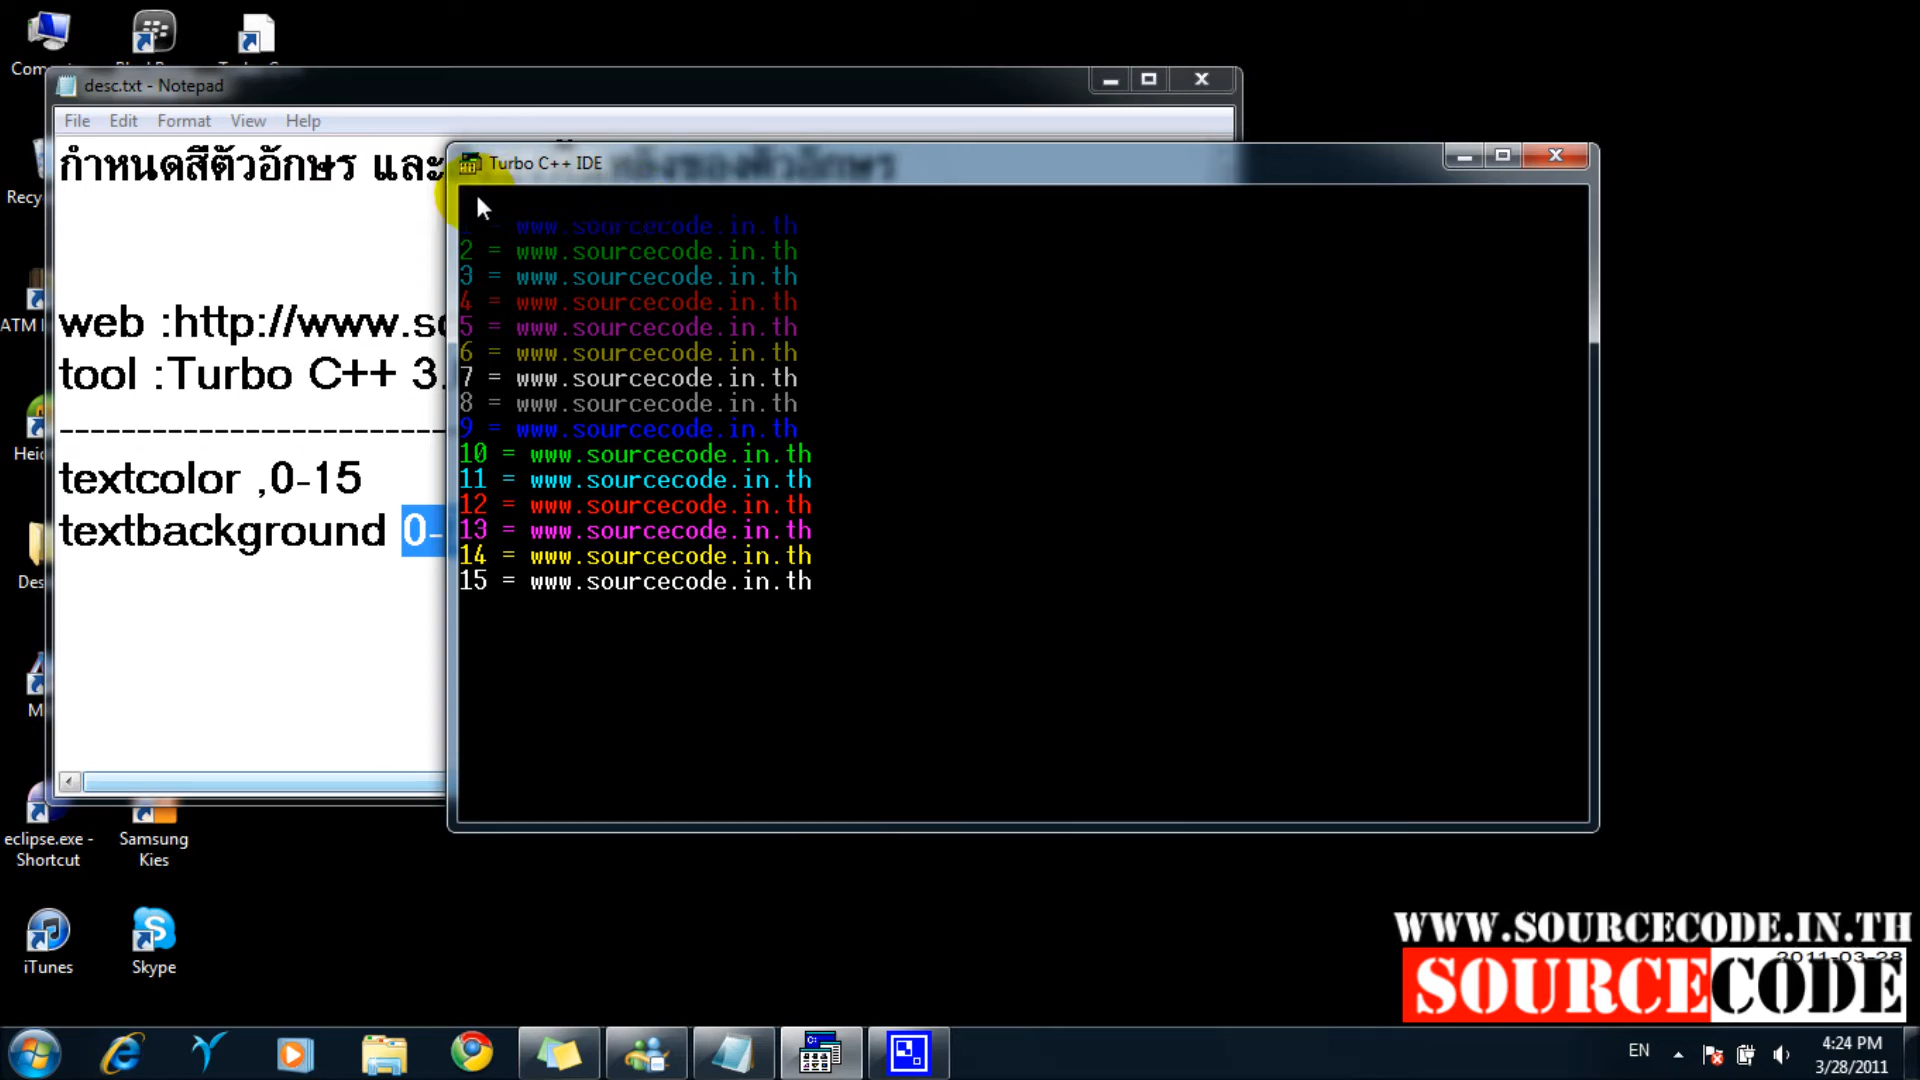 Recy
ATM
Heid
Des
M
eclipse.exe -
Shortcut
Samsung
Kies
iTunes
Skype
desc.txt - Notepad
File Edit Format View Help
กำหนดสีตัวอักษร และ
web :http://www.so
tool :Turbo C++ 3.
textcolor ,0-15
textbackground 0-
Turbo C++ IDE
1 = www.sourcecode.in.th
2 = www.sourcecode.in.th
3 = www.sourcecode.in.th
4 = www.sourcecode.in.th
5 = www.sourcecode.in.th
6 = www.sourcecode.in.th
7 = www.sourcecode.in.th
8 = www.sourcecode.in.th
9 = www.sourcecode.in.th
10 = www.sourcecode.in.th
11 = www.sourcecode.in.th
12 = www.sourcecode.in.th
13 = www.sourcecode.in.th
14 = www.sourcecode.in.th
15 = www.sourcecode.in.th
WWW.SOURCECODE.IN.TH
2011-03-28
SOURCECODE
EN
4:24 PM
3/28/2011